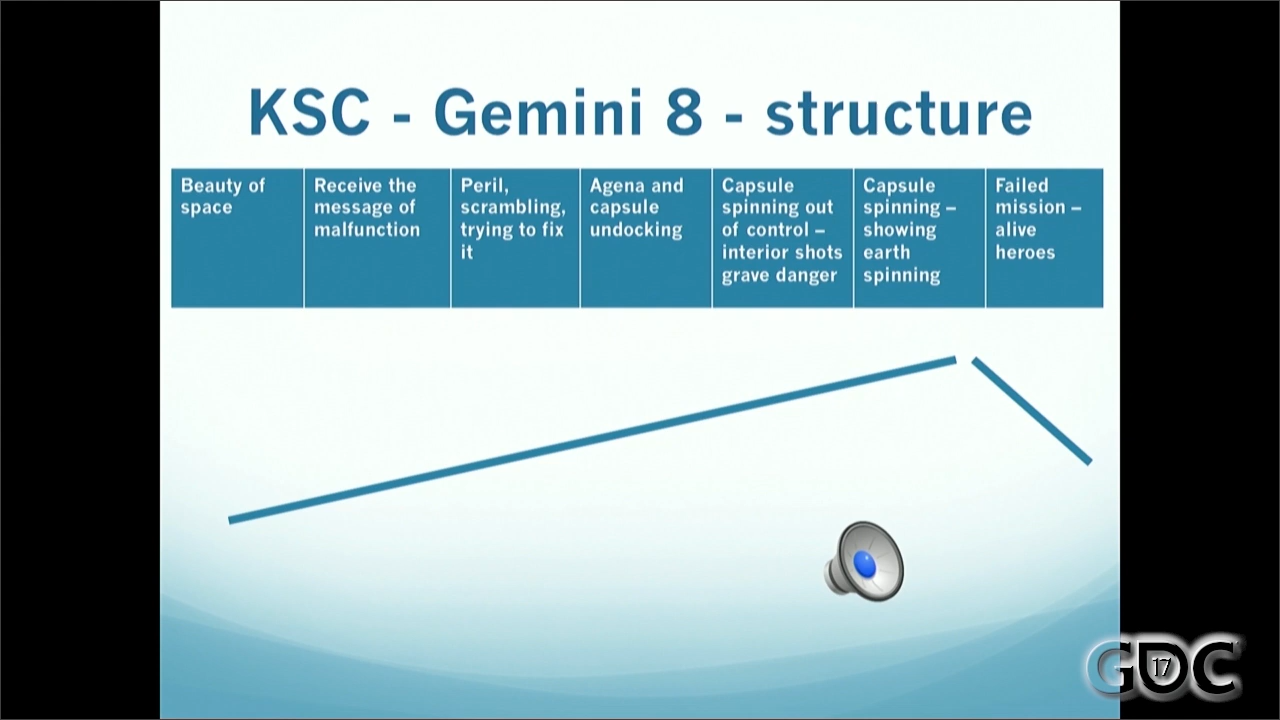 KSC - Gemini 8 - structure
Beauty of
space
Receive the
message of
malfunction
Peril,
scrambling,
trying to fix
it
Agena and
capsule
undocking
Capsule
spinning out
of control –
interior shots
grave danger
Capsule
spinning –
showing
earth
spinning
Failed
mission –
alive
heroes
GDC
17